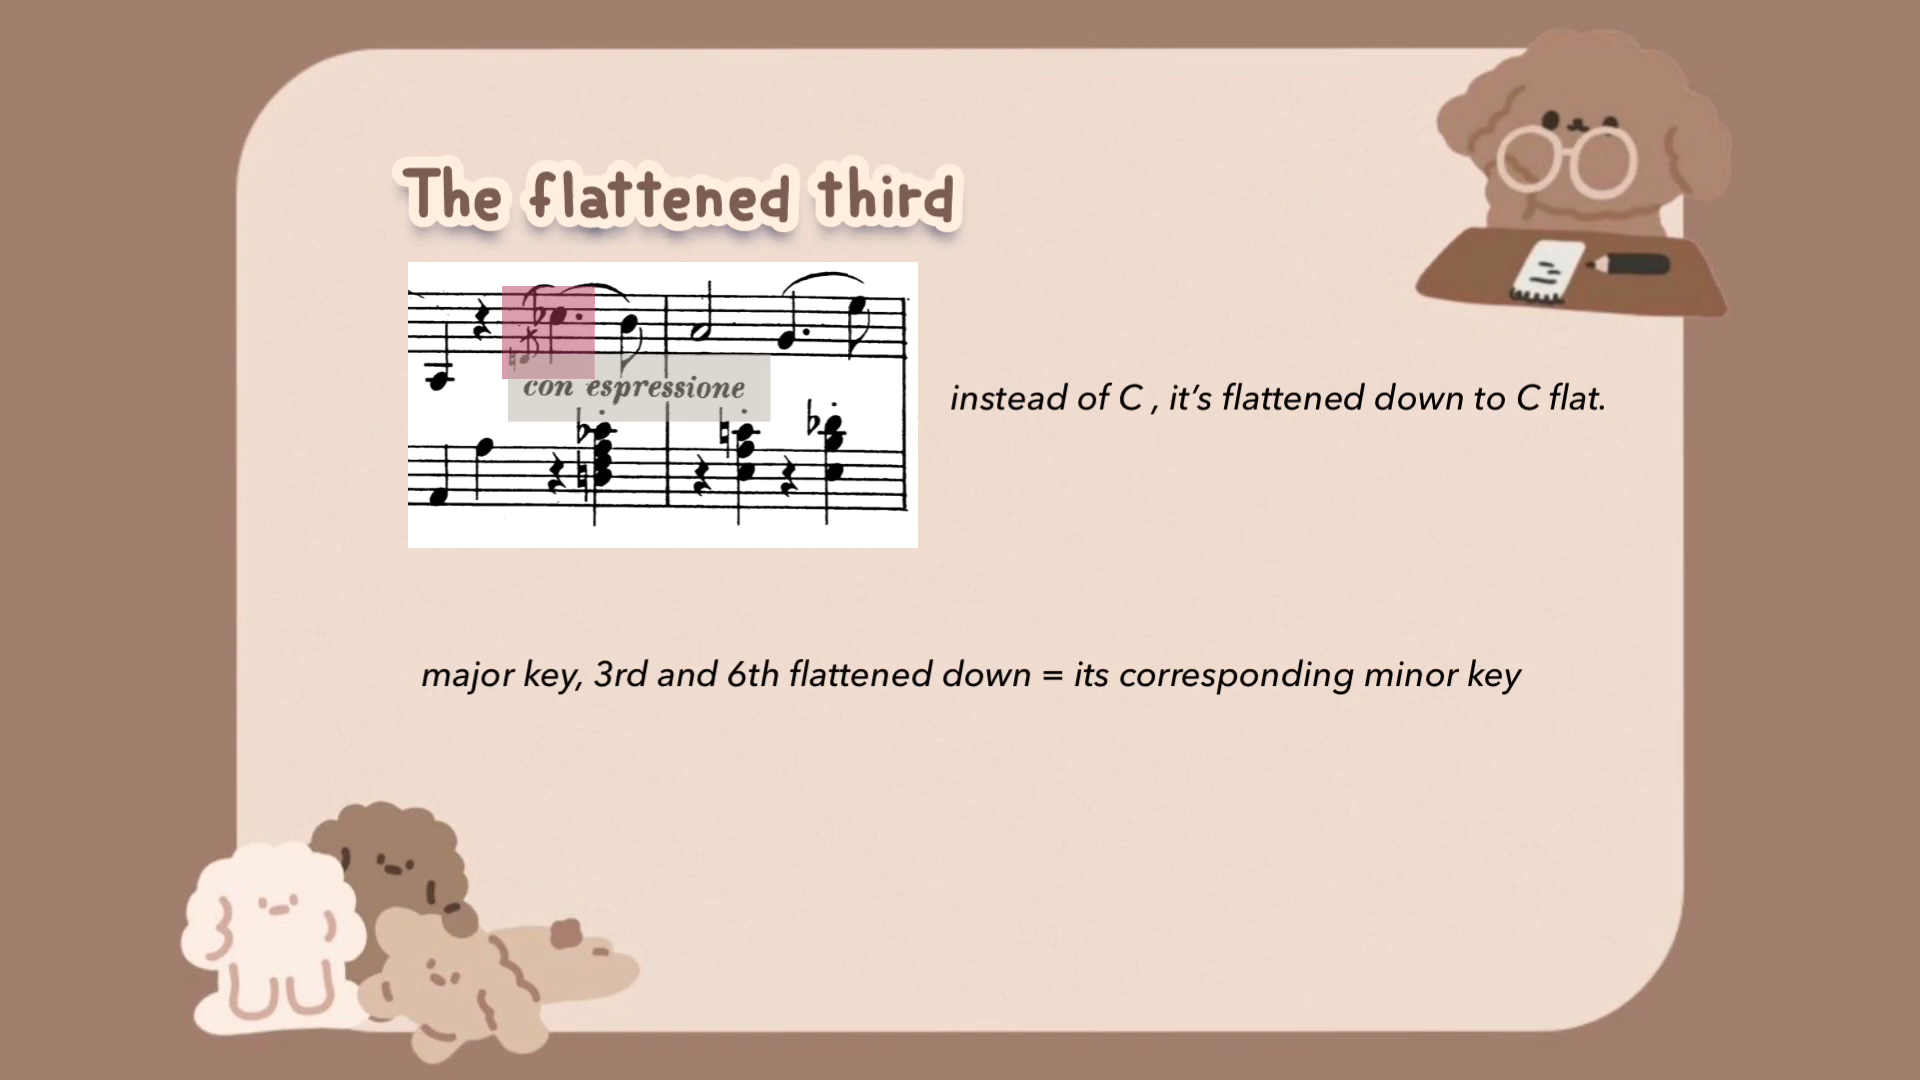 The flattened third
con espressione
instead of C , it’s flattened down to C flat.
major key, 3rd and 6th flattened down = its corresponding minor key